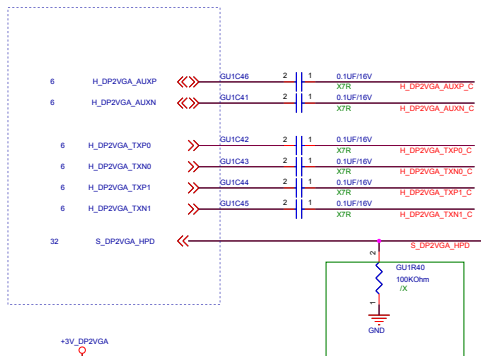 6 H_DP2VGA_AUXP GU1C46 2 1 0.1UF/16V
X7R H_DP2VGA_AUXP_C
6 H_DP2VGA_AUXN GU1C41 2 1 0.1UF/16V
X7R H_DP2VGA_AUXN_C
6 H_DP2VGA_TXP0 GU1C42 2 1 0.1UF/16V
X7R H_DP2VGA_TXP0_C
6 H_DP2VGA_TXN0 GU1C43 2 1 0.1UF/16V
X7R H_DP2VGA_TXN0_C
6 H_DP2VGA_TXP1 GU1C44 2 1 0.1UF/16V
X7R H_DP2VGA_TXP1_C
6 H_DP2VGA_TXN1 GU1C45 2 1 0.1UF/16V
X7R H_DP2VGA_TXN1_C
32 S_DP2VGA_HPD
S_DP2VGA_HPD
2
GU1R40
100KOhm
/X
1
GND
+3V_DP2VGA